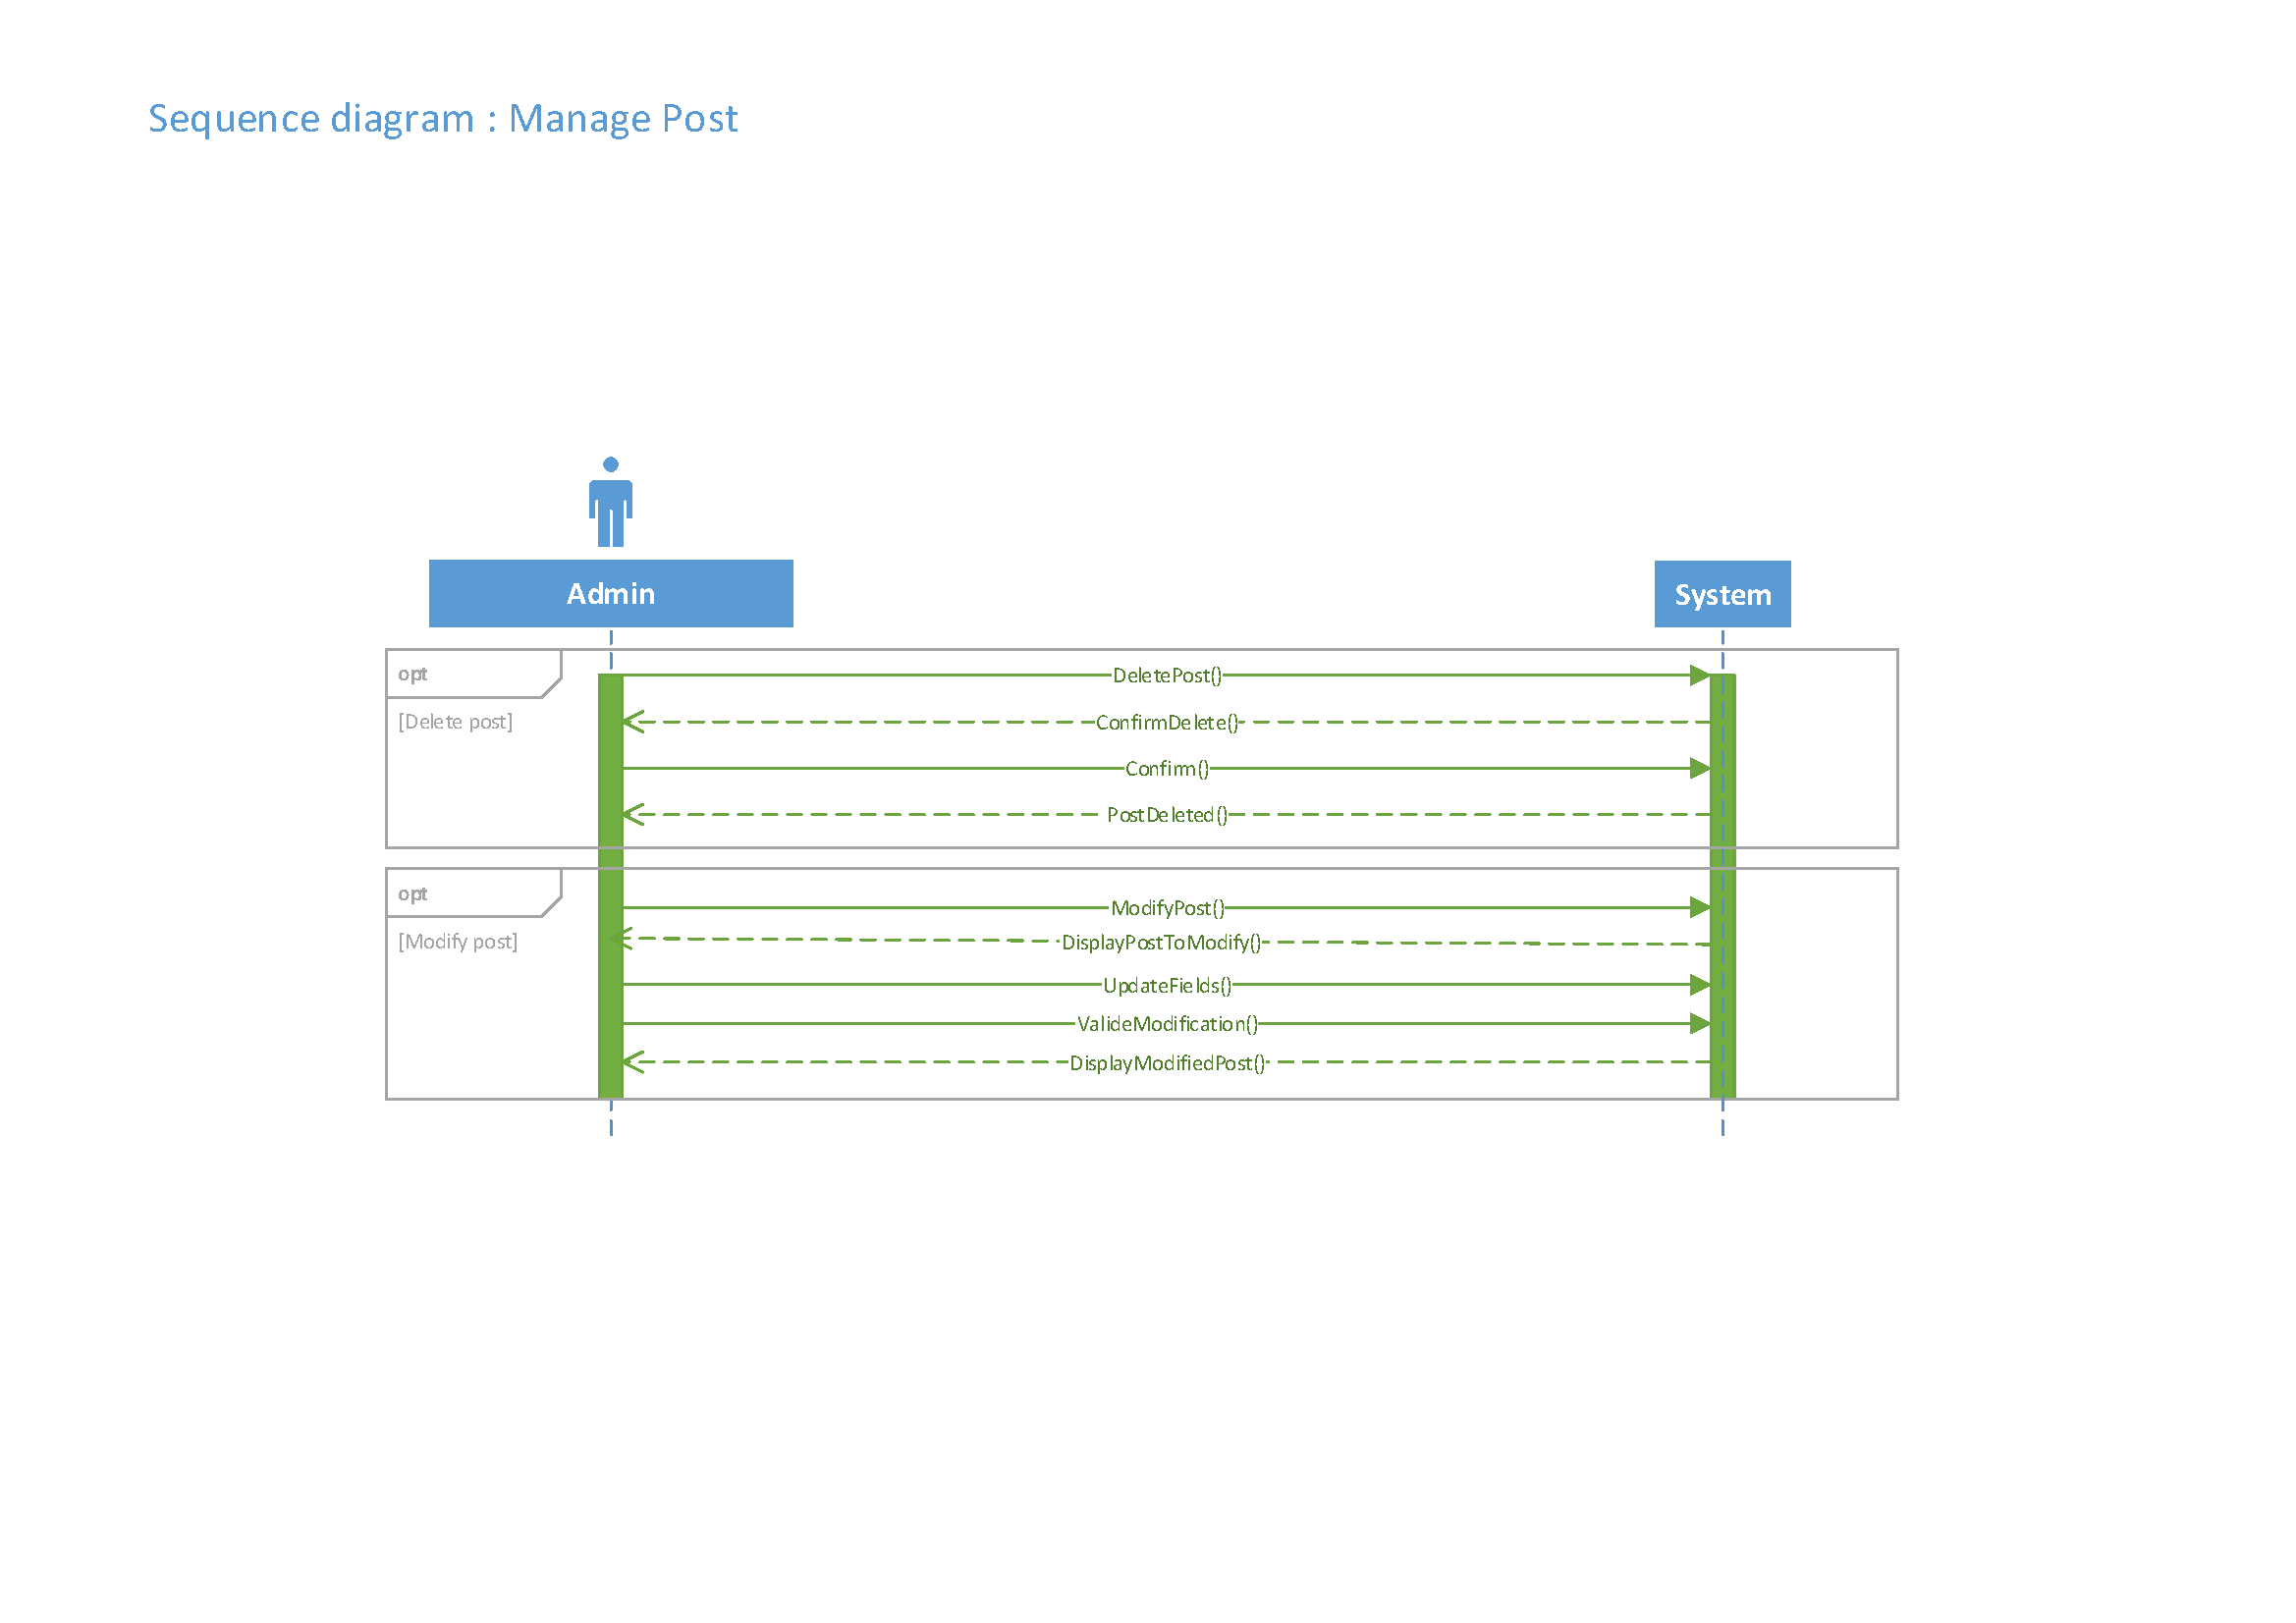 Sequence diagram : Manage Post
Admin
System
opt
DeletePost()
[Delete post]
ConfirmDelete()
Confirm()
PostDeleted()
opt
ModifyPost()
[Modify post]
DisplayPostToModify()
UpdateFields()
ValideModification()
DisplayModifiedPost()